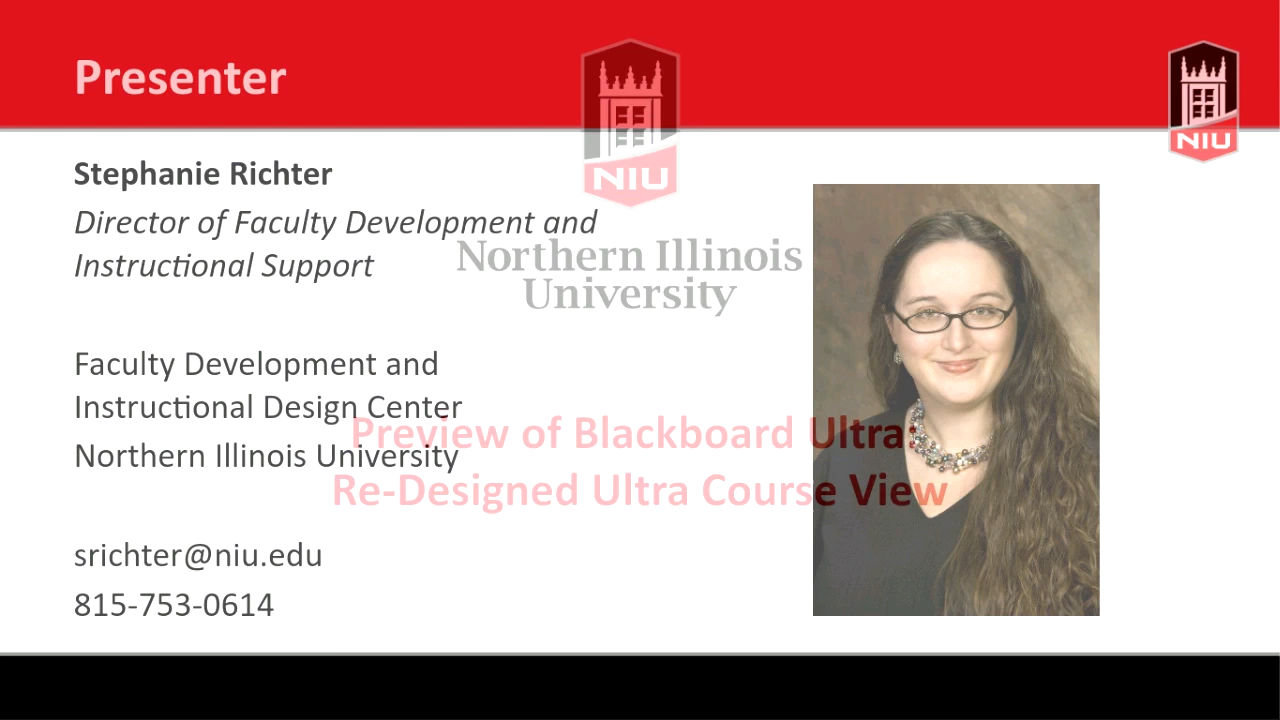 Presenter
NIU
NIU
Stephanie Richter
Director of Faculty Development and
Instructional Support
Northern Illinois
University
Faculty Development and
Instructional Design Center
Northern Illinois University
Preview of Blackboard Ultra:
Re-Designed Ultra Course View
srichter@niu.edu
815-753-0614